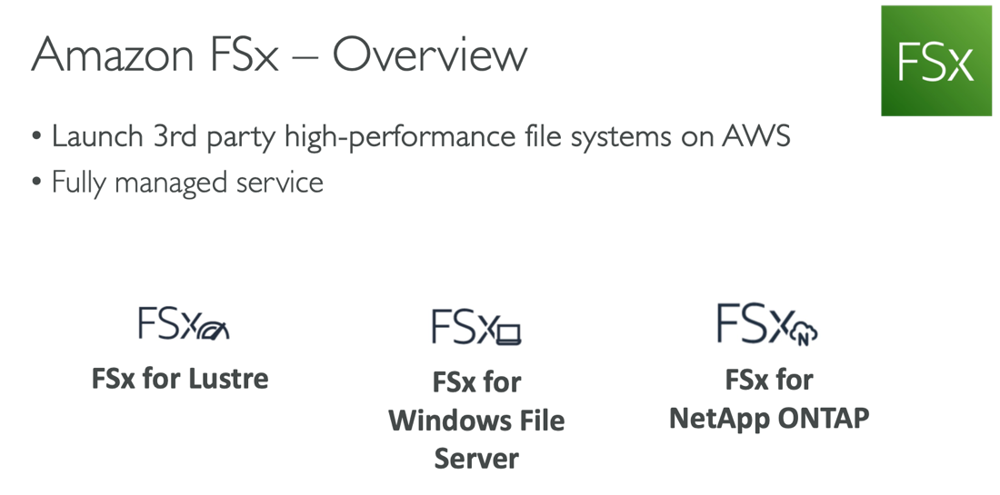 Amazon FSx – Overview
FSx
• Launch 3rd party high-performance file systems on AWS
• Fully managed service
FSx
FSx for Lustre
FSx
FSx for
Windows File
Server
FSx
N
FSx for
NetApp ONTAP